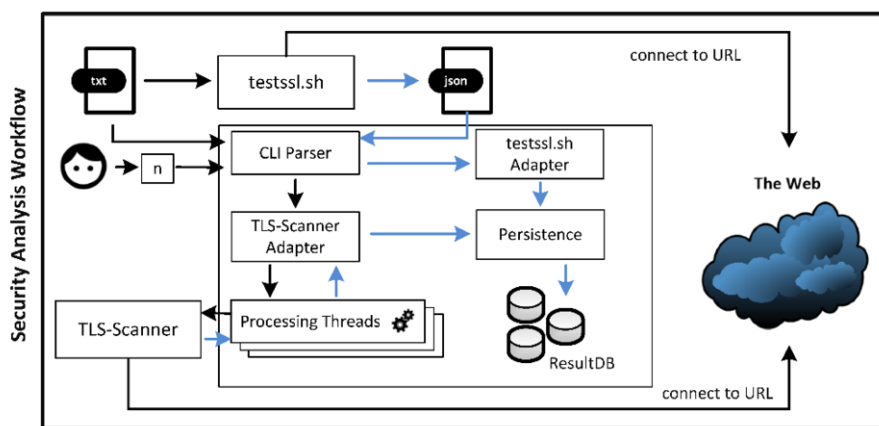 Security Analysis Workflow
txt
testssl.sh
json
connect to URL
n
CLI Parser
testssl.sh
Adapter
The Web
TLS-Scanner
Adapter
Persistence
TLS-Scanner
Processing Threads
ResultDB
connect to URL